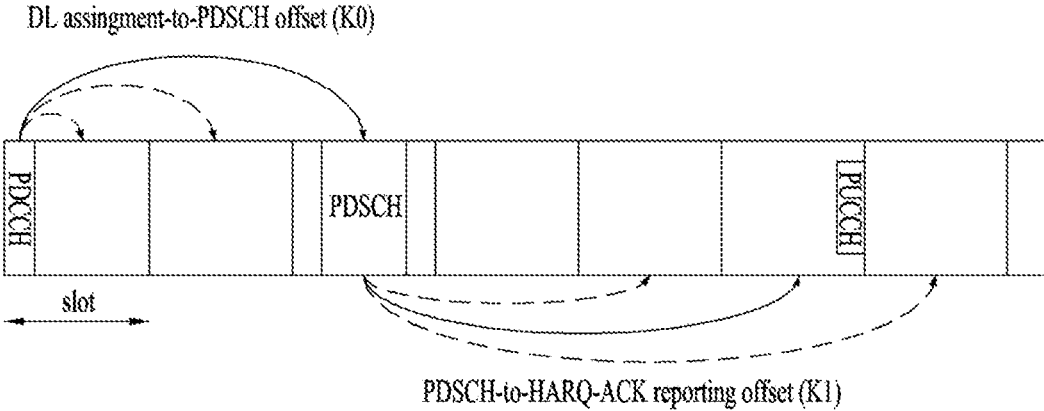 DL assingment-to-PDSCH offset (K0)
PDCCH
PDSCH
PUCCH
slot
PDSCH-to-HARQ-ACK reporting offset (K1)